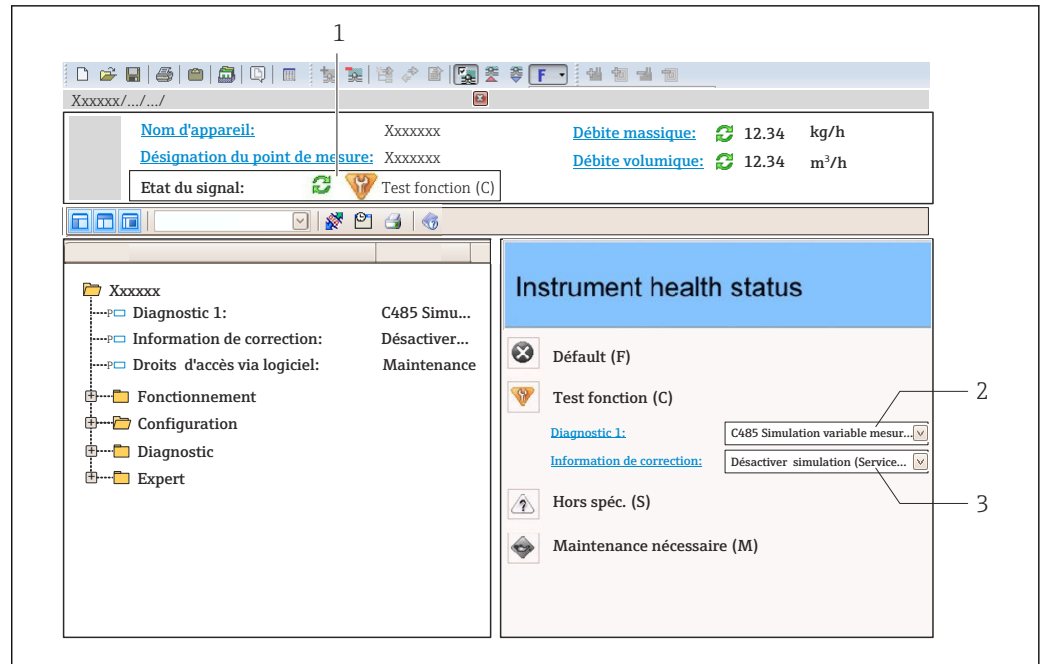 1
F
Xxxxxx/.../.../
Nom d'appareil: Xxxxxxx Débite massique: 12.34 kg/h
Désignation du point de mesure: Xxxxxxx Débite volumique: 12.34 m³/h
Etat du signal: Test fonction (C)
Xxxxxx
Diagnostic 1: C485 Simu...
Information de correction: Désactiver...
Droits d'accès via logiciel: Maintenance
Fonctionnement
Configuration
Diagnostic
Expert
Instrument health status
Défault (F)
Test fonction (C)
2
Diagnostic 1: C485 Simulation variable mesur...
Information de correction: Désactiver simulation (Service...
3
Hors spéc. (S)
Maintenance nécessaire (M)